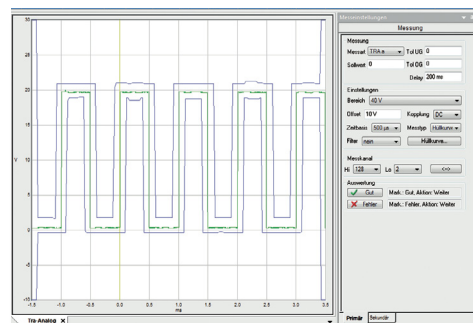 Messeinstellungen
Messung
Messung
Messart TRA-a Tol UG 0
Sollwert 0 Tol OG 0
Delay 200 ms
Einstellungen
Bereich 40 V
Offset 10 V Kopplung DC
Zeitbasis 500 µs Messtyp Hüllkurve
Filter nein Hüllkurve...
Messkanal
Hi 128 Lo 2 <->
Auswertung
Gut Mark.: Gut, Aktion: Weiter
Fehler Mark.: Fehler, Aktion: Weiter
Primär Sekundär
30
20
10
0
-10
V
-1.5 -1.0 -0.5 0.0 0.5 1.0 1.5 2.0 2.5 3.0 3.5
ms
Tra-Analog X